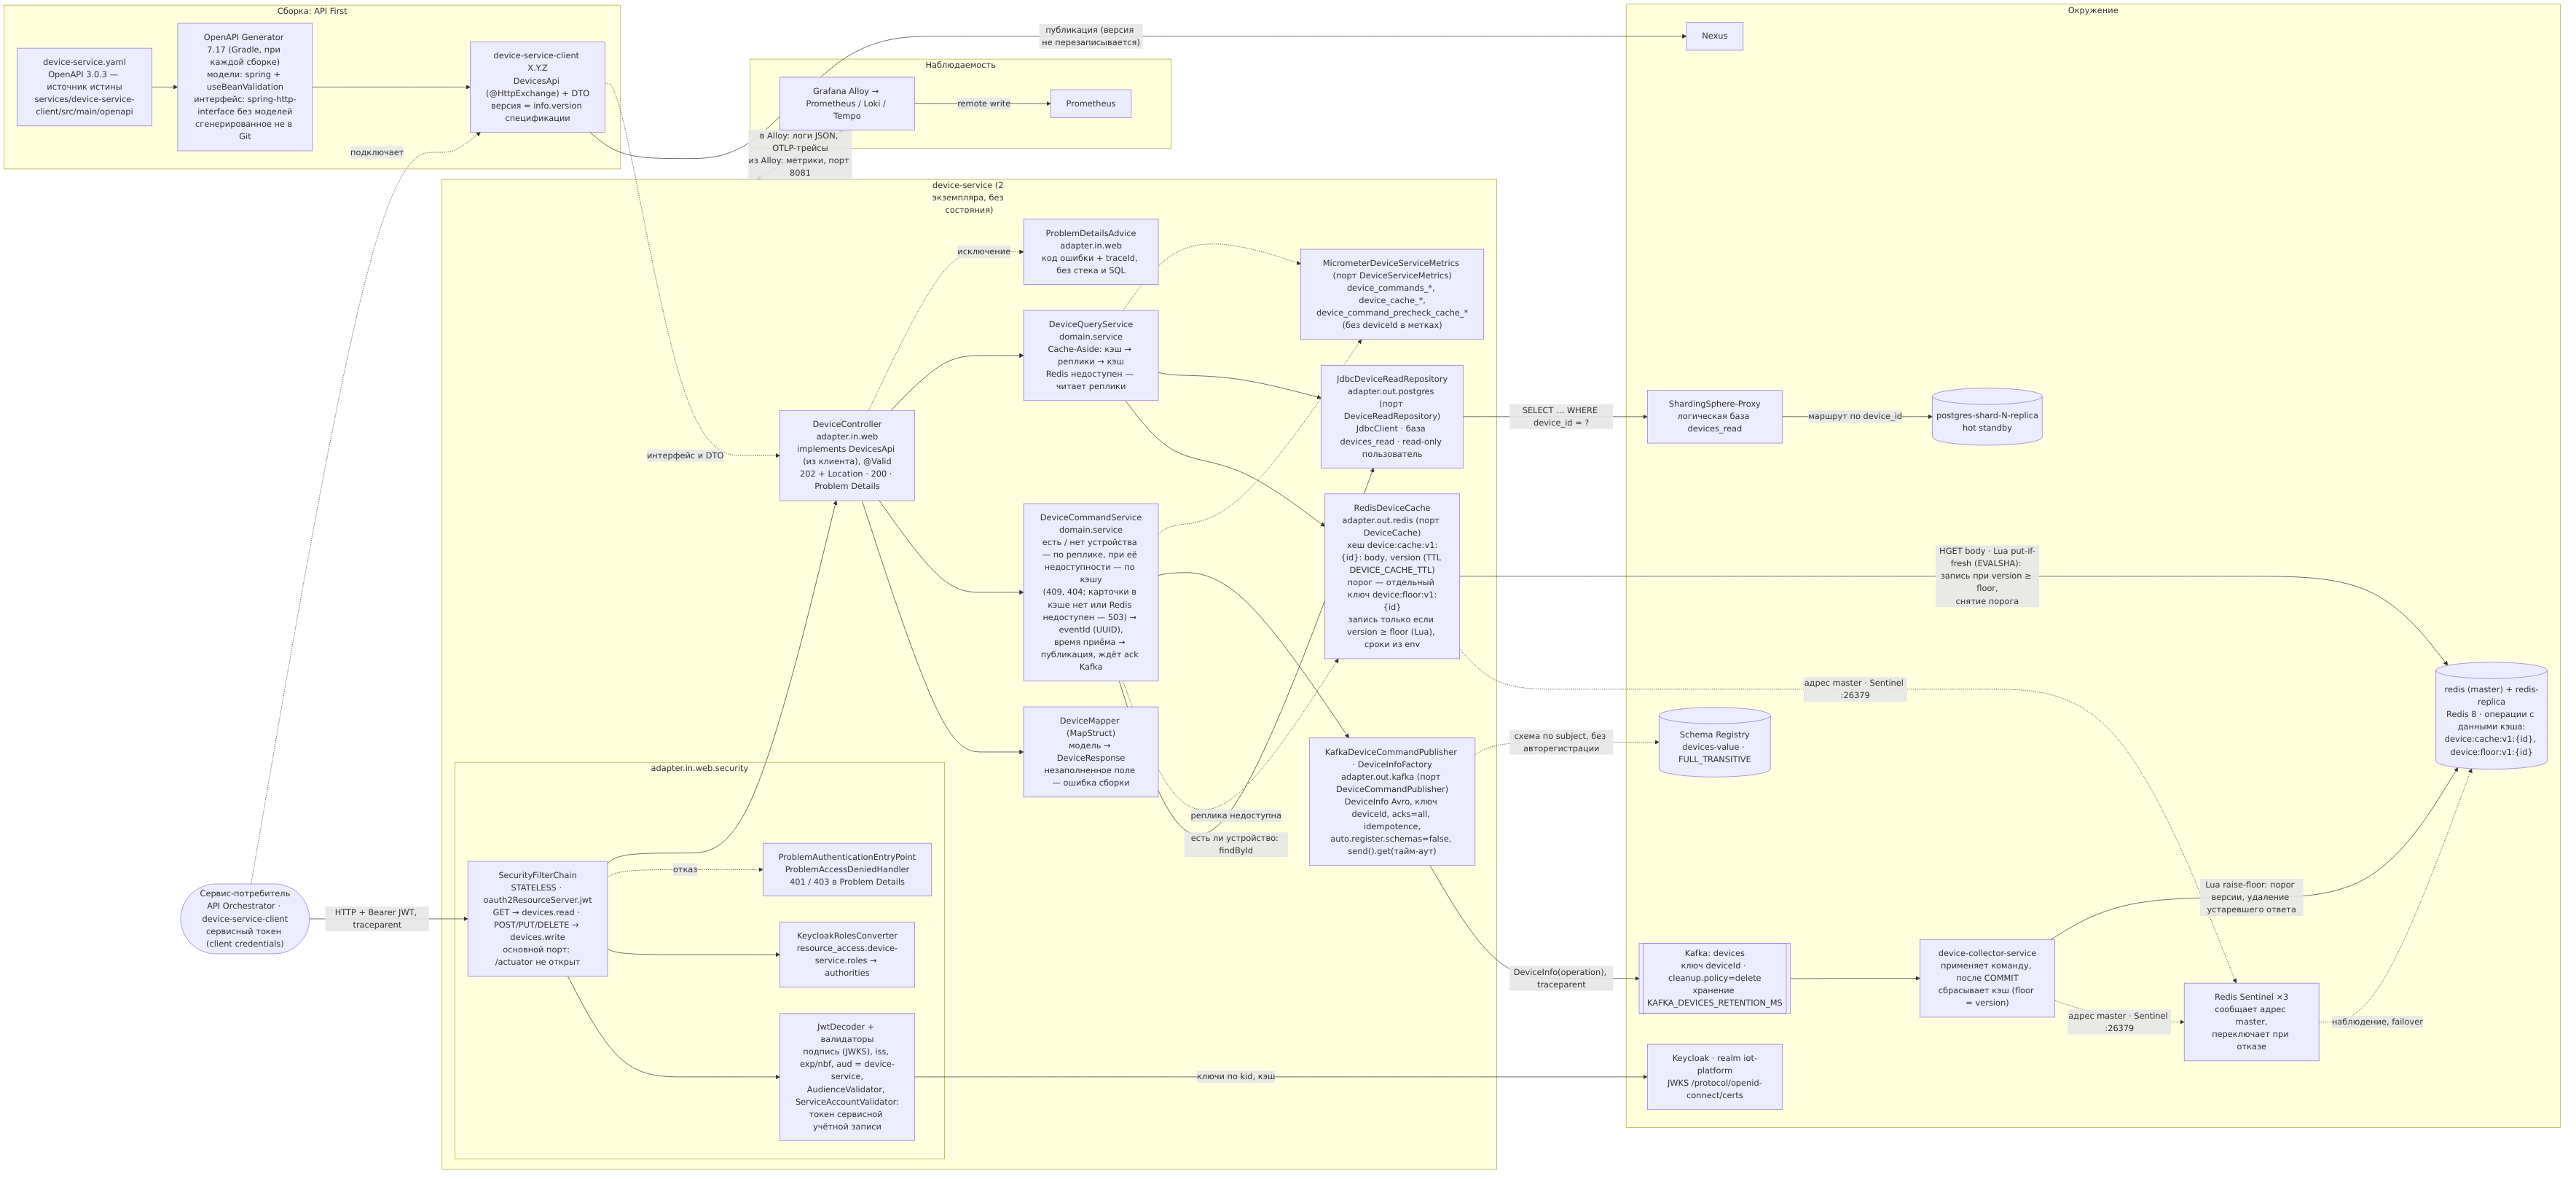 Сборка: API First
device-service.yaml
OpenAPI 3.0.3 —
источник истины
services/device-service-
client/src/main/openapi
OpenAPI Generator
7.17 (Gradle, при
каждой сборке)
модели: spring +
useBeanValidation
интерфейс: spring-http-
interface без моделей
сгенерированное не в
Git
device-service-client
X.Y.Z
DevicesApi
(@HttpExchange) + DTO
версия = info.version
спецификации
подключает
публикация (версия
не перезаписывается)
Наблюдаемость
Grafana Alloy →
Prometheus / Loki /
Tempo
remote write
Prometheus
в Alloy: логи JSON,
OTLP-трейсы
из Alloy: метрики, порт
8081
device-service (2
экземпляра, без
состояния)
исключение
ProblemDetailsAdvice
adapter.in.web
код ошибки + traceId,
без стека и SQL
MicrometerDeviceServiceMetrics
(порт DeviceServiceMetrics)
device_commands_*,
device_cache_*,
device_command_precheck_cache_*
(без deviceId в метках)
DeviceQueryService
domain.service
Cache-Aside: кэш →
реплики → кэш
Redis недоступен —
читает реплики
JdbcDeviceReadRepository
adapter.out.postgres
(порт
DeviceReadRepository)
JdbcClient · база
devices_read · read-only
пользователь
интерфейс и DTO
DeviceController
adapter.in.web
implements DevicesApi
(из клиента), @Valid
202 + Location · 200 ·
Problem Details
DeviceCommandService
domain.service
есть / нет устройства
— по реплике, при её
недоступности — по
кэшу
(409, 404; карточки в
кэше нет или Redis
недоступен — 503) →
eventId (UUID),
время приёма →
публикация, ждёт ack
Kafka
RedisDeviceCache
adapter.out.redis (порт
DeviceCache)
хеш device:cache:v1:
{id}: body, version (TTL
DEVICE_CACHE_TTL)
порог — отдельный
ключ device:floor:v1:
{id}
запись только если
version ≥ floor (Lua),
сроки из env
DeviceMapper
(MapStruct)
модель →
DeviceResponse
незаполненное поле
— ошибка сборки
KafkaDeviceCommandPublisher
· DeviceInfoFactory
adapter.out.kafka (порт
DeviceCommandPublisher)
DeviceInfo Avro, ключ
deviceId, acks=all,
idempotence,
auto.register.schemas=false,
send().get(тайм-аут)
реплика недоступна
есть ли устройство:
findById
adapter.in.web.security
SecurityFilterChain
STATELESS ·
oauth2ResourceServer.jwt
GET → devices.read ·
POST/PUT/DELETE →
devices.write
основной порт:
/actuator не открыт
отказ
ProblemAuthenticationEntryPoint
ProblemAccessDeniedHandler
401 / 403 в Problem Details
KeycloakRolesConverter
resource_access.device-
service.roles →
authorities
JwtDecoder +
валидаторы
подпись (JWKS), iss,
exp/nbf, aud = device-
service,
AudienceValidator,
ServiceAccountValidator:
токен сервисной
учётной записи
Сервис-потребитель
API Orchestrator ·
device-service-client
сервисный токен
(client credentials)
HTTP + Bearer JWT,
traceparent
Окружение
Nexus
SELECT … WHERE
device_id = ?
ShardingSphere-Proxy
логическая база
devices_read
маршрут по device_id
postgres-shard-N-replica
hot standby
HGET body · Lua put-if-
fresh (EVALSHA):
запись при version ≥
floor,
снятие порога
адрес master · Sentinel
:26379
схема по subject, без
авторегистрации
Schema Registry
devices-value ·
FULL_TRANSITIVE
redis (master) + redis-
replica
Redis 8 · операции с
данными кэша:
device:cache:v1:{id},
device:floor:v1:{id}
Lua raise-floor: порог
версии, удаление
устаревшего ответа
DeviceInfo(operation),
traceparent
Kafka: devices
ключ deviceId ·
cleanup.policy=delete
хранение
KAFKA_DEVICES_RETENTION_MS
device-collector-service
применяет команду,
после COMMIT
сбрасывает кэш (floor
= version)
адрес master · Sentinel
:26379
Redis Sentinel ×3
сообщает адрес
master,
переключает при
отказе
наблюдение, failover
ключи по kid, кэш
Keycloak · realm iot-
platform
JWKS /protocol/openid-
connect/certs